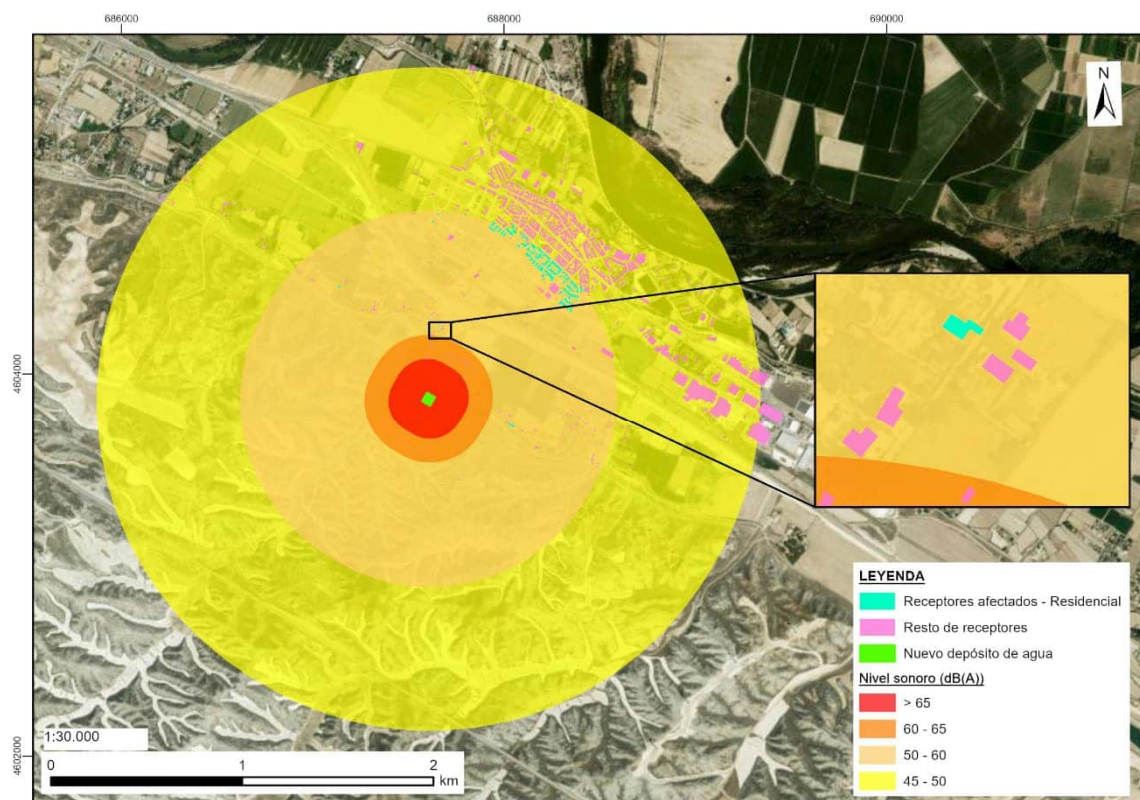 686000
688000
690000
N
4604000
LEYENDA
Receptores afectados - Residencial
Resto de receptores
Nuevo depósito de agua
Nivel sonoro (dB(A))
> 65
60 - 65
50 - 60
45 - 50
4602000
1:30.000
0 1 2
km